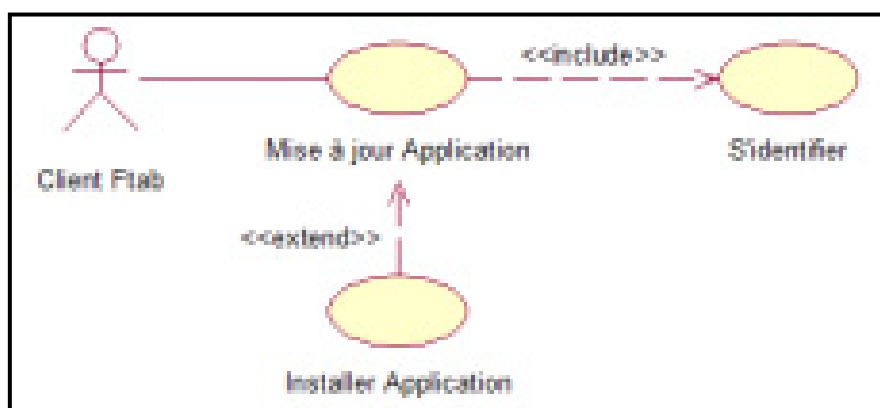 <<include>>
Mise à jour Application
S'identifier
Client Ftab
<<extend>>
Installer Application